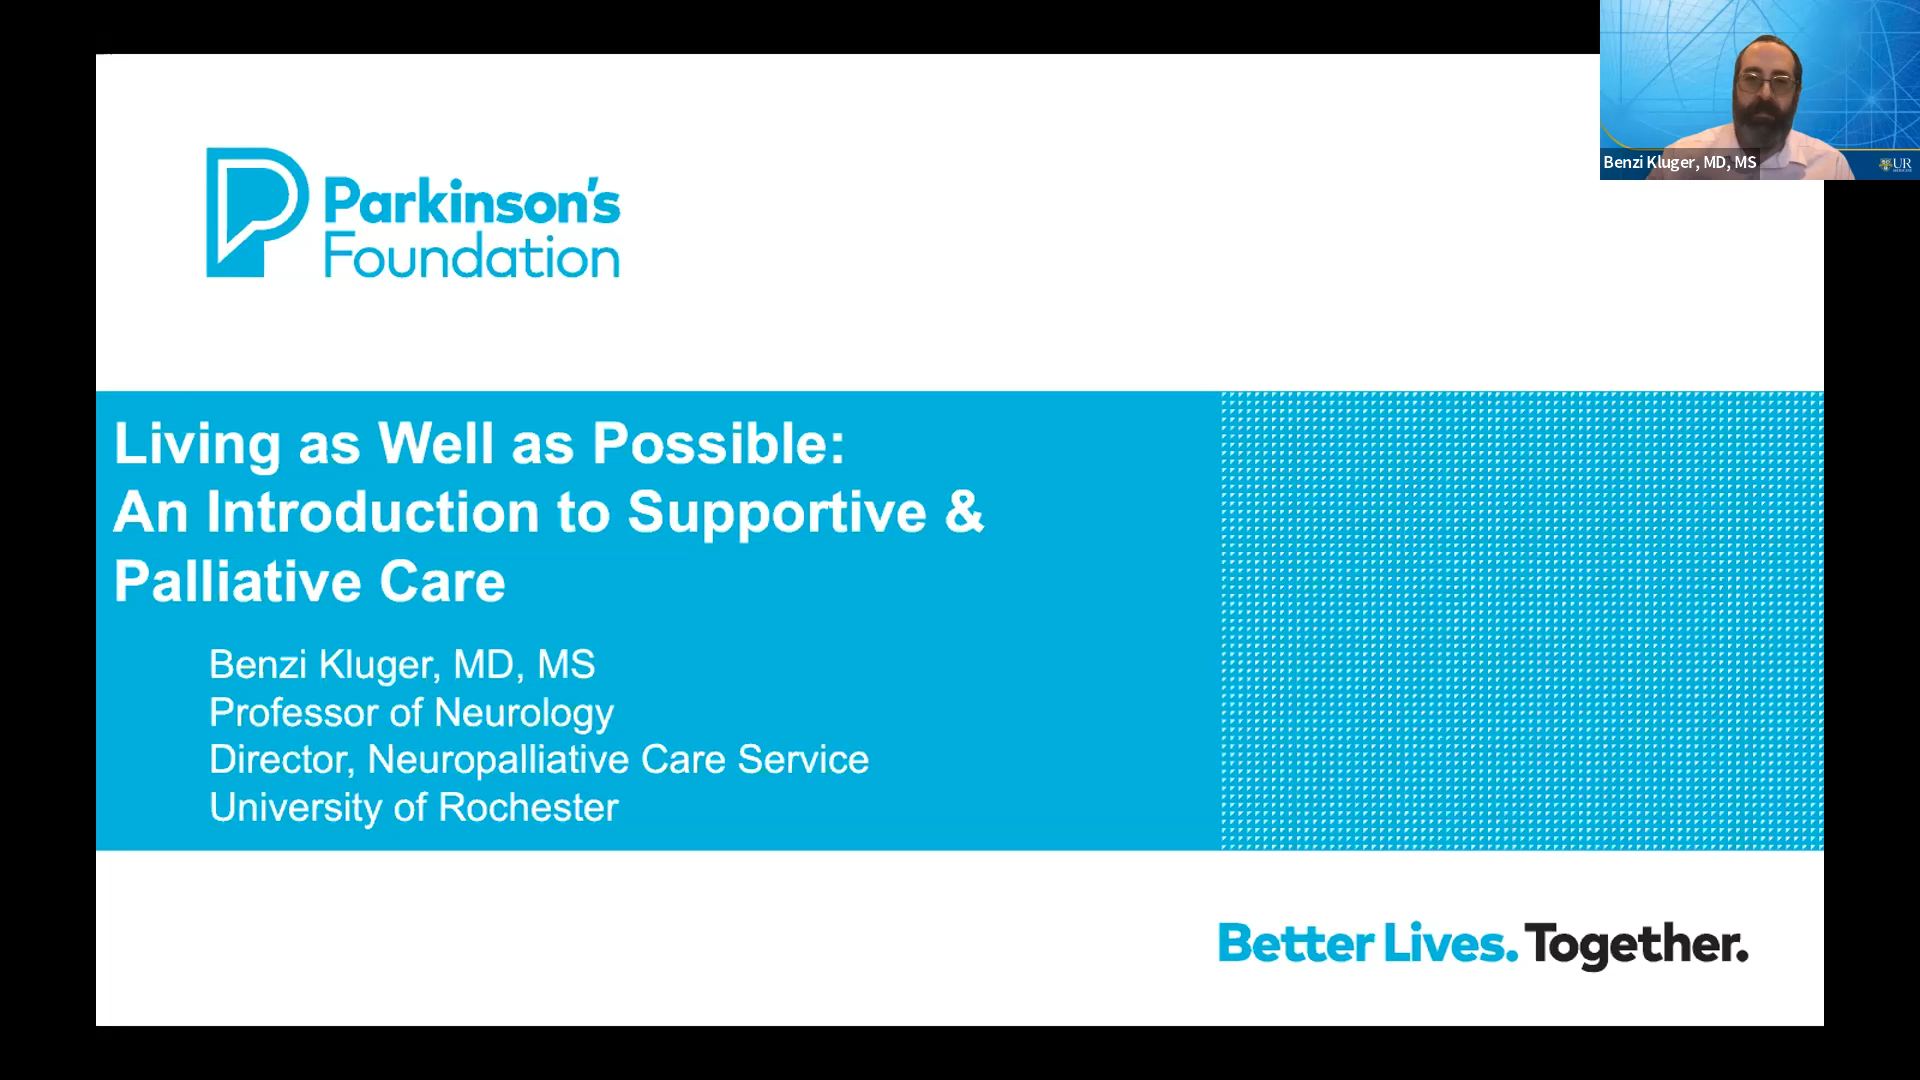 Benzi Kluger, MD, MS
UR
Parkinson's
Foundation
Living as Well as Possible:
An Introduction to Supportive &
Palliative Care
Benzi Kluger, MD, MS
Professor of Neurology
Director, Neuropalliative Care Service
University of Rochester
Better Lives. Together.